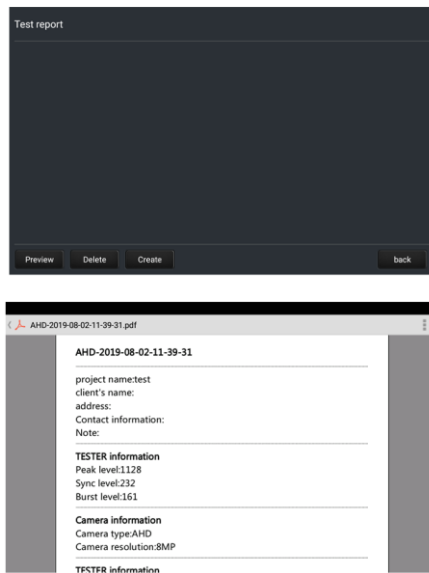 Test report
Preview Delete Create back
AHD-2019-08-02-11-39-31.pdf
AHD-2019-08-02-11-39-31
project name:test
client's name:
address:
Contact information:
Note:
TESTER information
Peak level:1128
Sync level:232
Burst level:161
Camera information
Camera type:AHD
Camera resolution:8MP
TESTER information